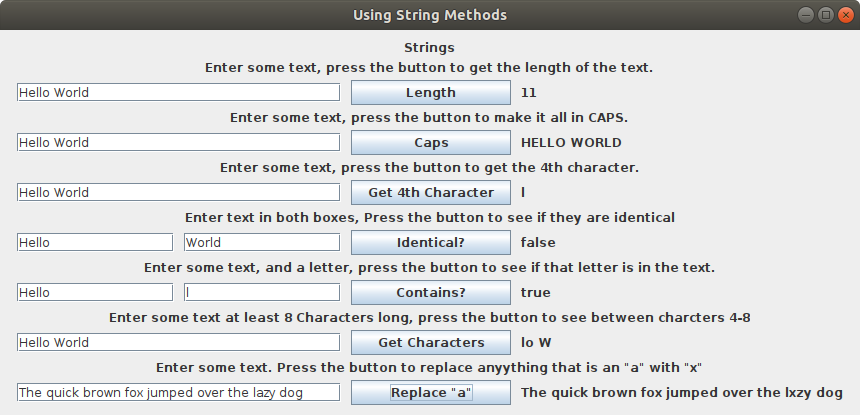 Using String Methods
Strings
Enter some text, press the button to get the length of the text.
Hello World Length 11
Enter some text, press the button to make it all in CAPS.
Hello World Caps HELLO WORLD
Enter some text, press the button to get the 4th character.
Hello World Get 4th Character l
Enter text in both boxes, Press the button to see if they are identical
Hello World Identical? false
Enter some text, and a letter, press the button to see if that letter is in the text.
Hello l Contains? true
Enter some text at least 8 Characters long, press the button to see between charcters 4-8
Hello World Get Characters lo W
Enter some text. Press the button to replace anyything that is an "a" with "x"
The quick brown fox jumped over the lazy dog Replace "a" The quick brown fox jumped over the lxzy dog